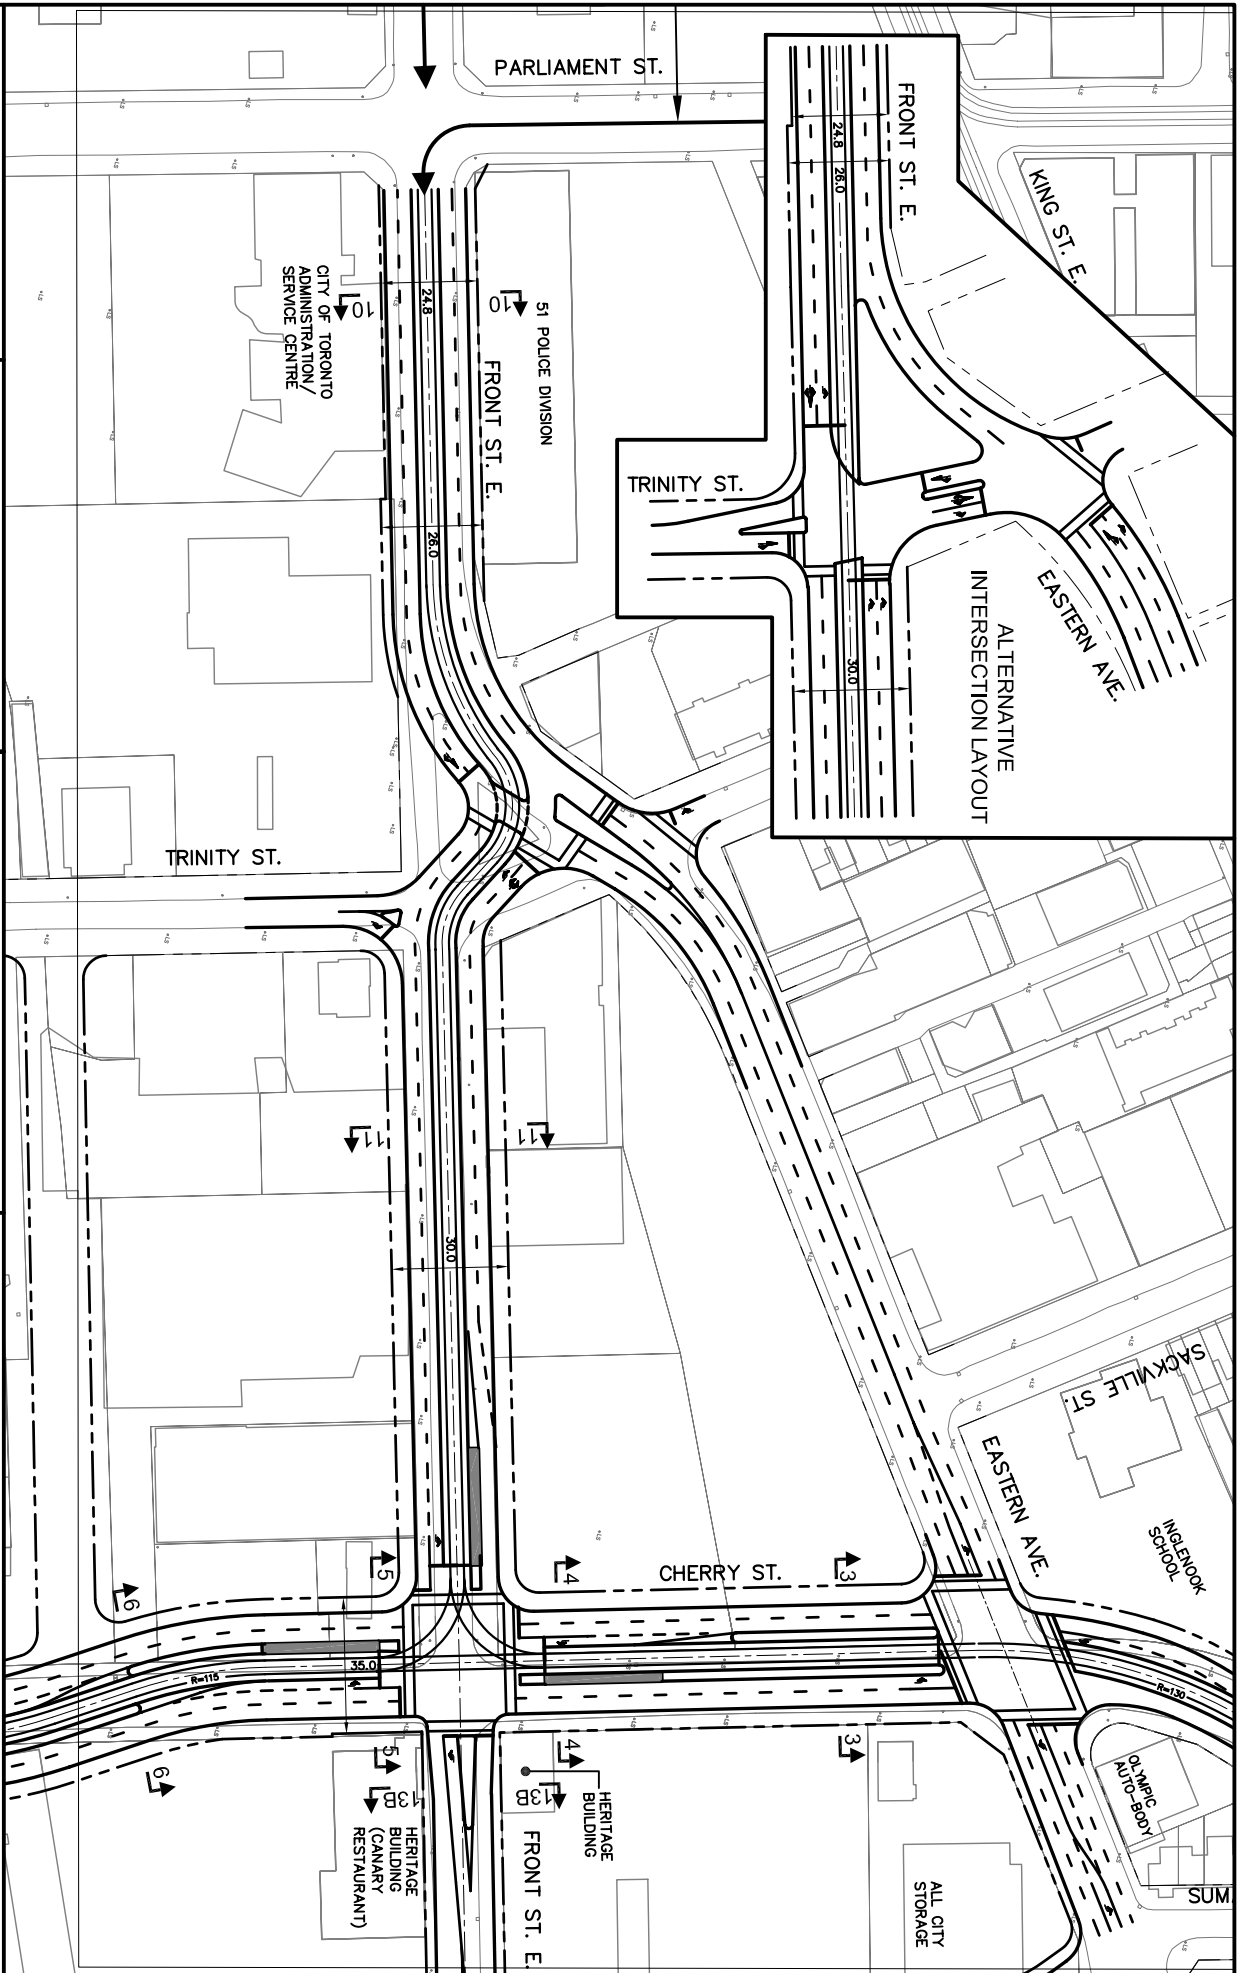 PARLIAMENT ST.
FRONT ST. E.
24.8
26.0
KING ST. E.
TRINITY ST.
EASTERN AVE.
ALTERNATIVE
INTERSECTION LAYOUT
30.0
CITY OF TORONTO
ADMINISTRATION/
SERVICE CENTRE
10
10
24.8
51 POLICE DIVISION
FRONT ST. E.
26.0
TRINITY ST.
11
11
30.0
SACKVILLE ST.
EASTERN AVE.
INGLENOOK
SCHOOL
CHERRY ST.
6
5
4
3
R=115
35.0
R=130
6
5
4
3
13B
13B
HERITAGE
BUILDING
(CANARY
RESTAURANT)
HERITAGE
BUILDING
FRONT ST. E.
OLYMPIC
AUTO-BODY
ALL CITY
STORAGE
SUM